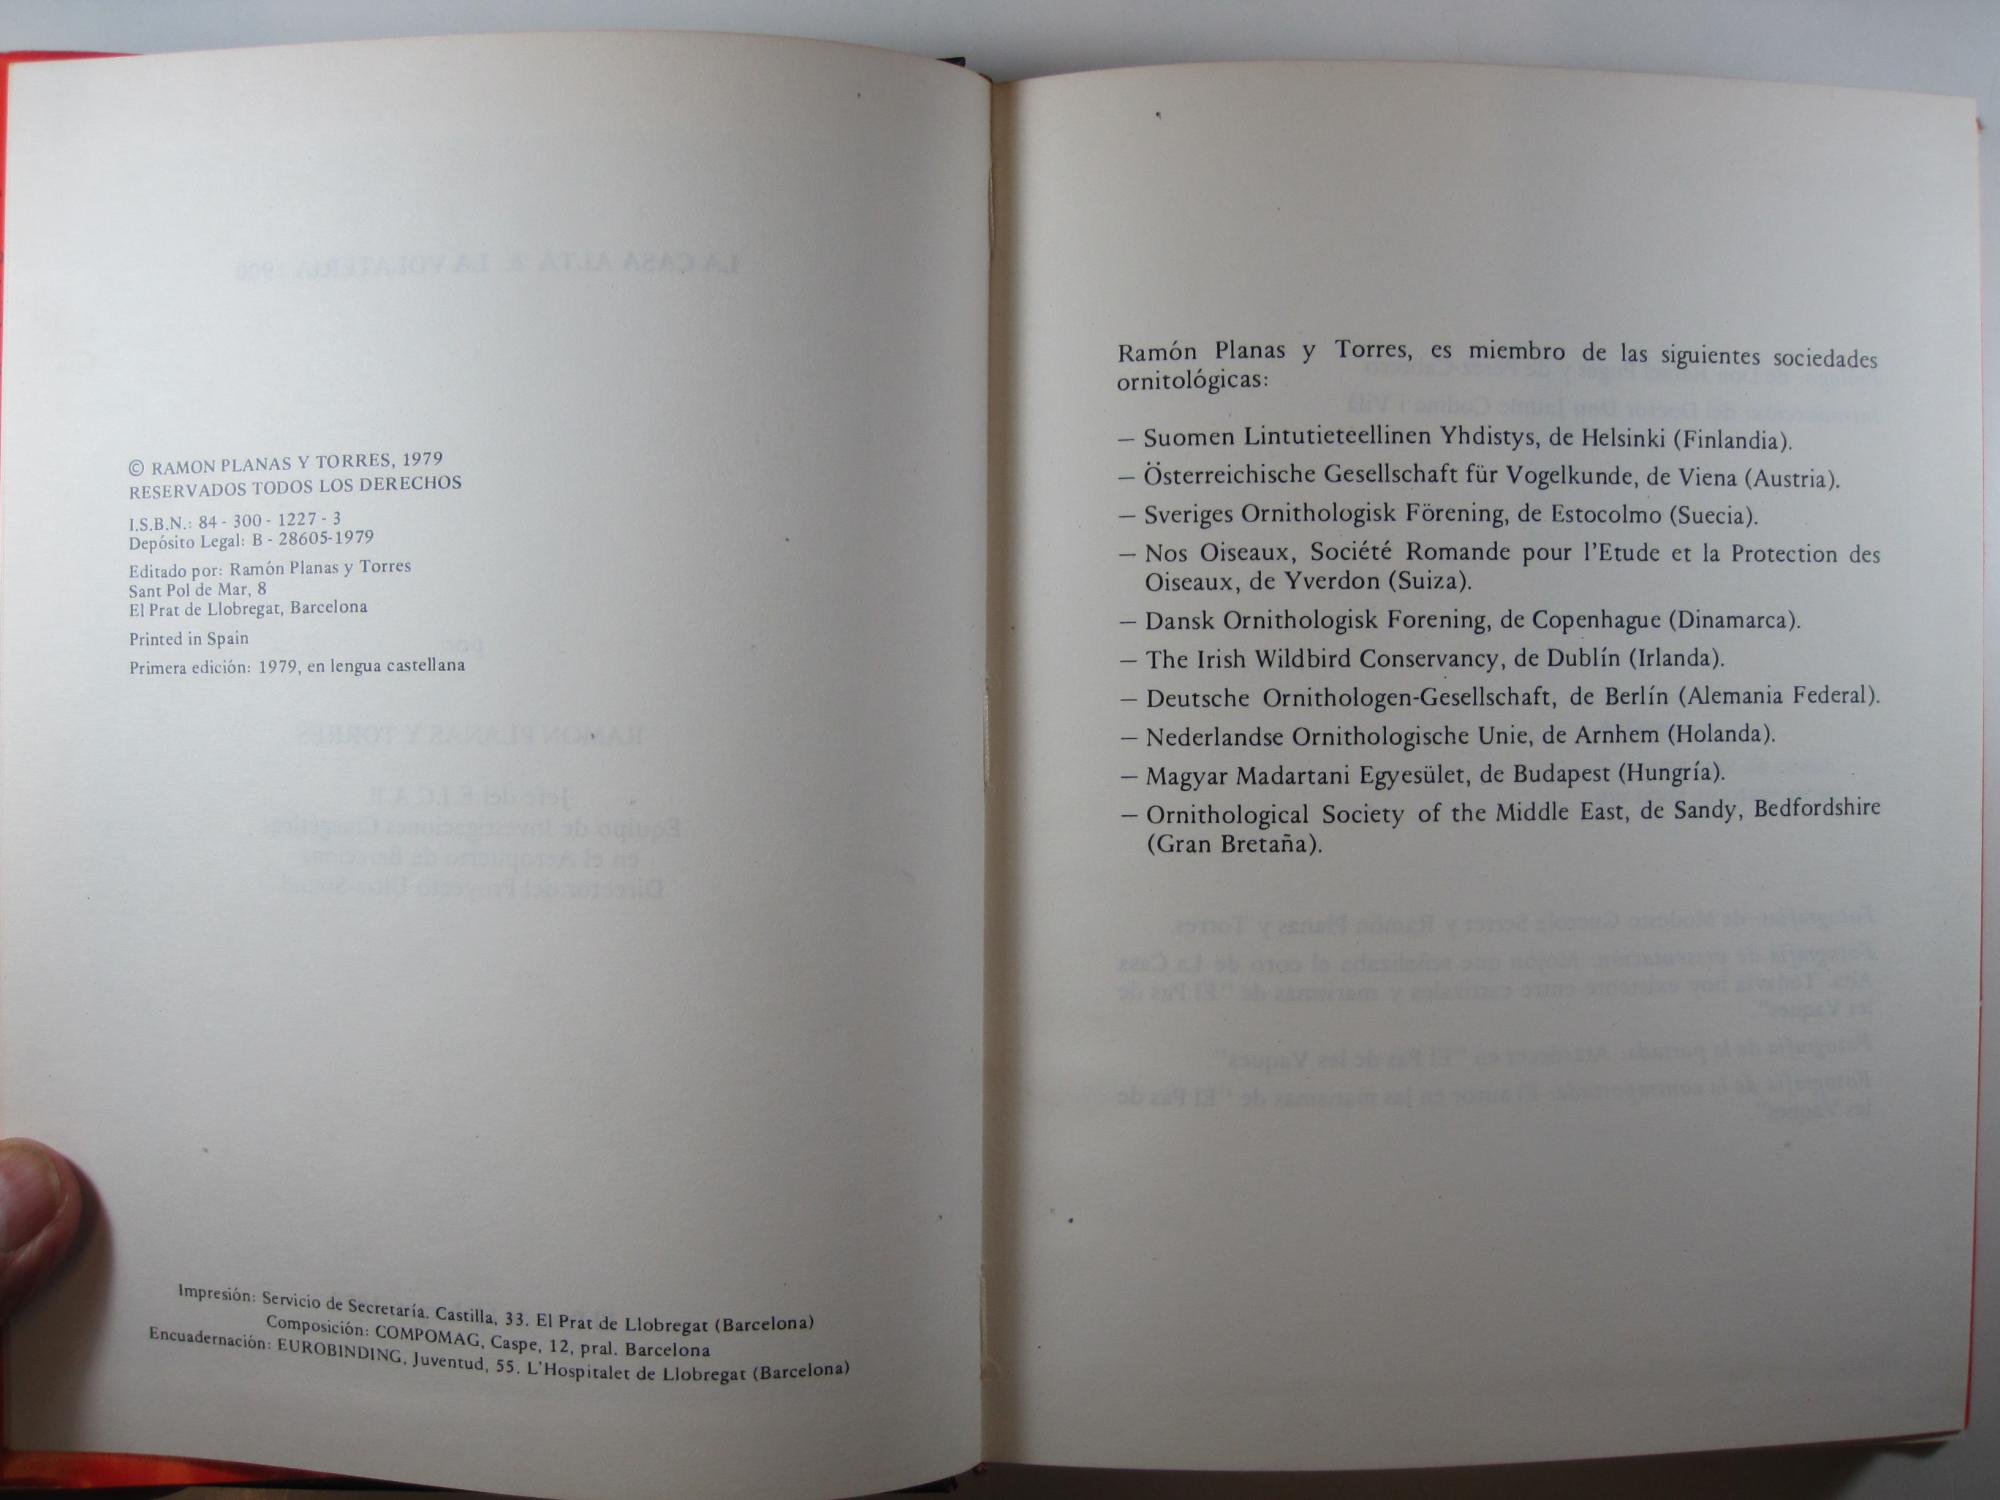 © RAMON PLANAS Y TORRES, 1979
RESERVADOS TODOS LOS DERECHOS
I.S.B.N.: 84 - 300 - 1227 - 3
Depósito Legal: B - 28605-1979
Editado por: Ramón Planas y Torres
Sant Pol de Mar, 8
El Prat de Llobregat, Barcelona
Printed in Spain
Primera edición: 1979, en lengua castellana
Impresión: Servicio de Secretaría. Castilla, 33. El Prat de Llobregat (Barcelona)
Composición: COMPOMAG, Caspe, 12, pral. Barcelona
Encuadernación: EUROBINDING, Juventud, 55. L'Hospitalet de Llobregat (Barcelona)
Ramón Planas y Torres, es miembro de las siguientes sociedades
ornitológicas:
— Suomen Lintutieteellinen Yhdistys, de Helsinki (Finlandia).
— Österreichische Gesellschaft für Vogelkunde, de Viena (Austria).
— Sveriges Ornithologisk Förening, de Estocolmo (Suecia).
— Nos Oiseaux, Société Romande pour l'Etude et la Protection des
Oiseaux, de Yverdon (Suiza).
— Dansk Ornithologisk Forening, de Copenhague (Dinamarca).
— The Irish Wildbird Conservancy, de Dublín (Irlanda).
— Deutsche Ornithologen-Gesellschaft, de Berlín (Alemania Federal).
— Nederlandse Ornithologische Unie, de Arnhem (Holanda).
— Magyar Madartani Egyesület, de Budapest (Hungría).
— Ornithological Society of the Middle East, de Sandy, Bedfordshire
(Gran Bretaña).